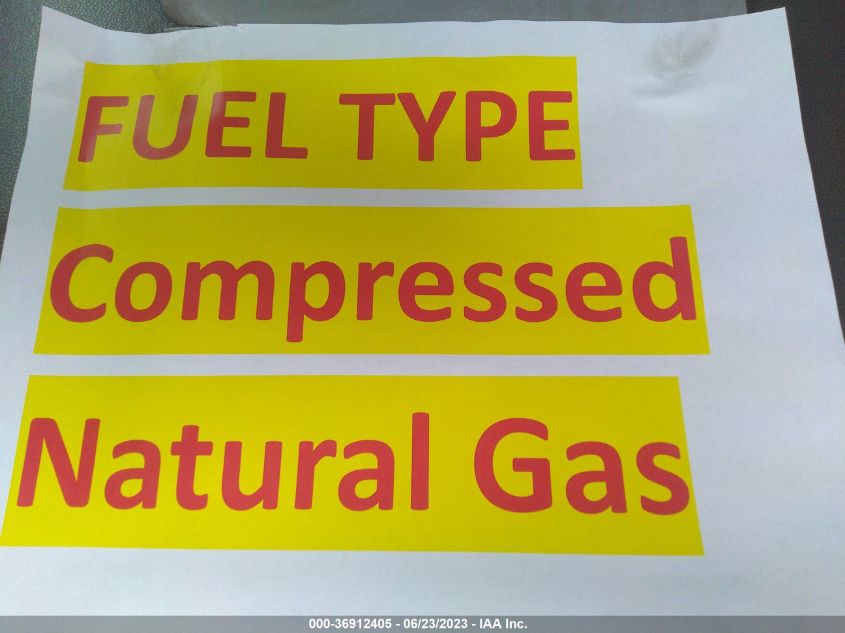 FUEL TYPE
Compressed
Natural Gas
000-36912405 - 06/23/2023 - IAA Inc.